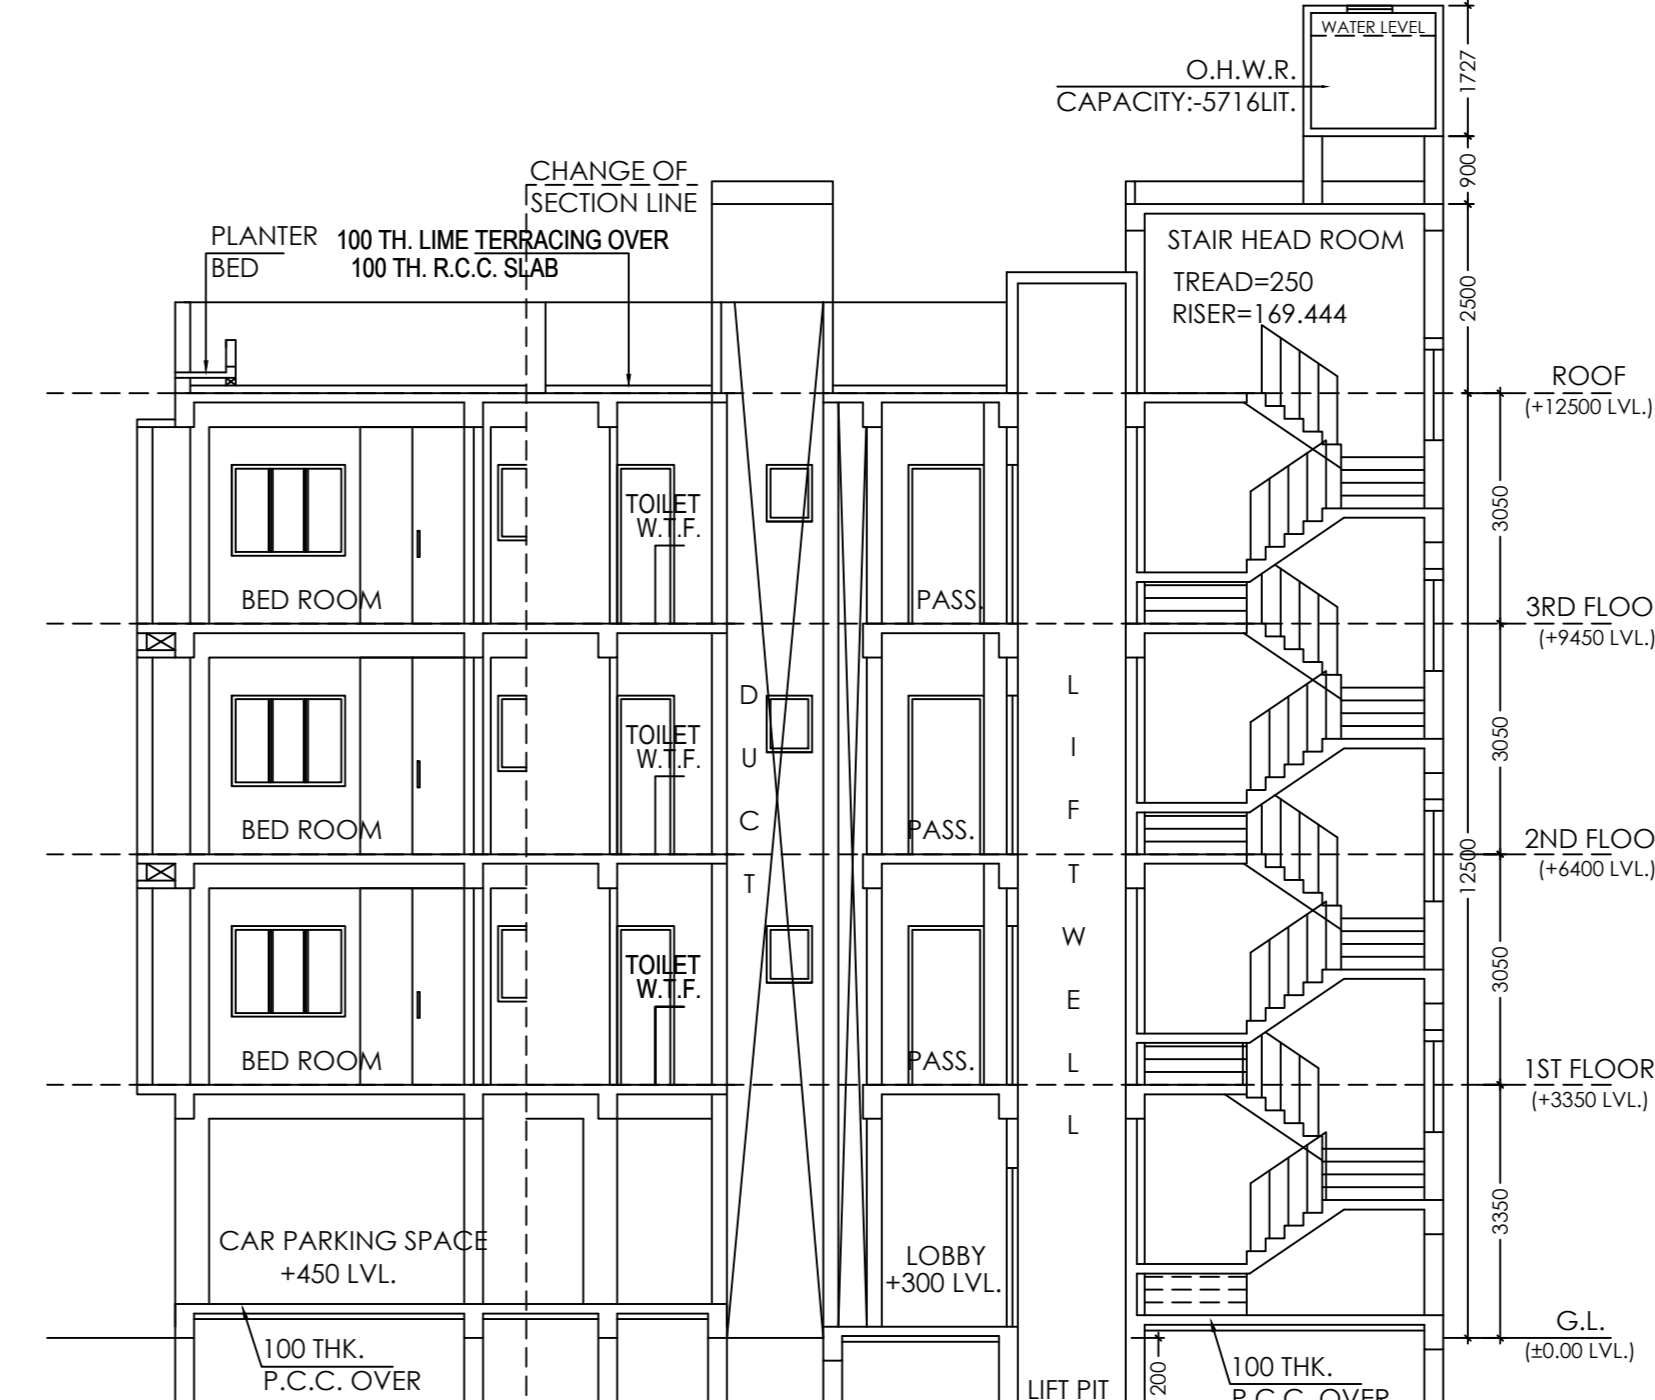 WATER LEVEL
O.H.W.R.
CAPACITY:-5716LIT.
1727
900
CHANGE OF
SECTION LINE
PLANTER
BED
100 TH. LIME TERRACING OVER
100 TH. R.C.C. SLAB
STAIR HEAD ROOM
TREAD=250
RISER=169.444
2500
ROOF
(+12500 LVL.)
TOILET
W.T.F.
3050
BED ROOM
PASS.
3RD FLOO
(+9450 LVL.)
DUCT
LIFT WELL
TOILET
W.T.F.
3050
BED ROOM
PASS.
2ND FLOO
(+6400 LVL.)
12500
TOILET
W.T.F.
3050
BED ROOM
PASS.
1ST FLOOR
(+3350 LVL.)
3350
CAR PARKING SPACE
+450 LVL.
LOBBY
+300 LVL.
G.L.
(±0.00 LVL.)
100 THK.
P.C.C. OVER
LIFT PIT
200
100 THK.
P.C.C. OVER